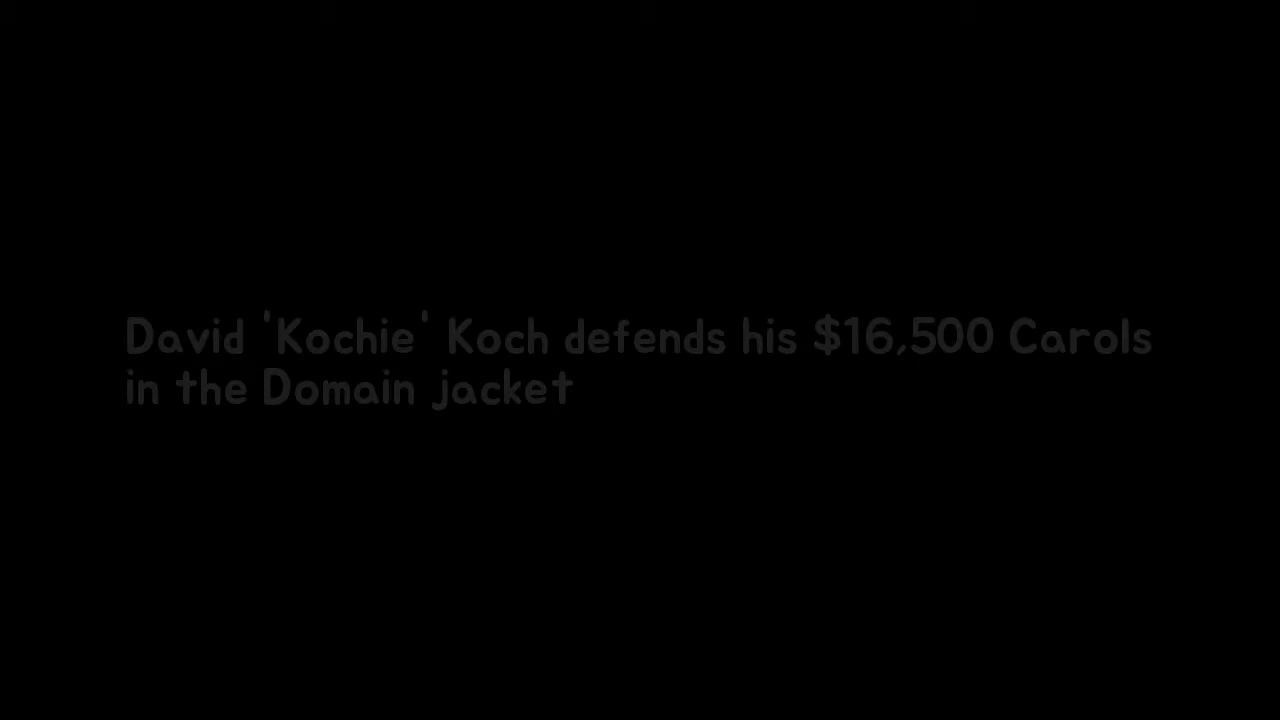 David 'Kochie' Koch defends his $16,500 Carols
in the Domain jacket